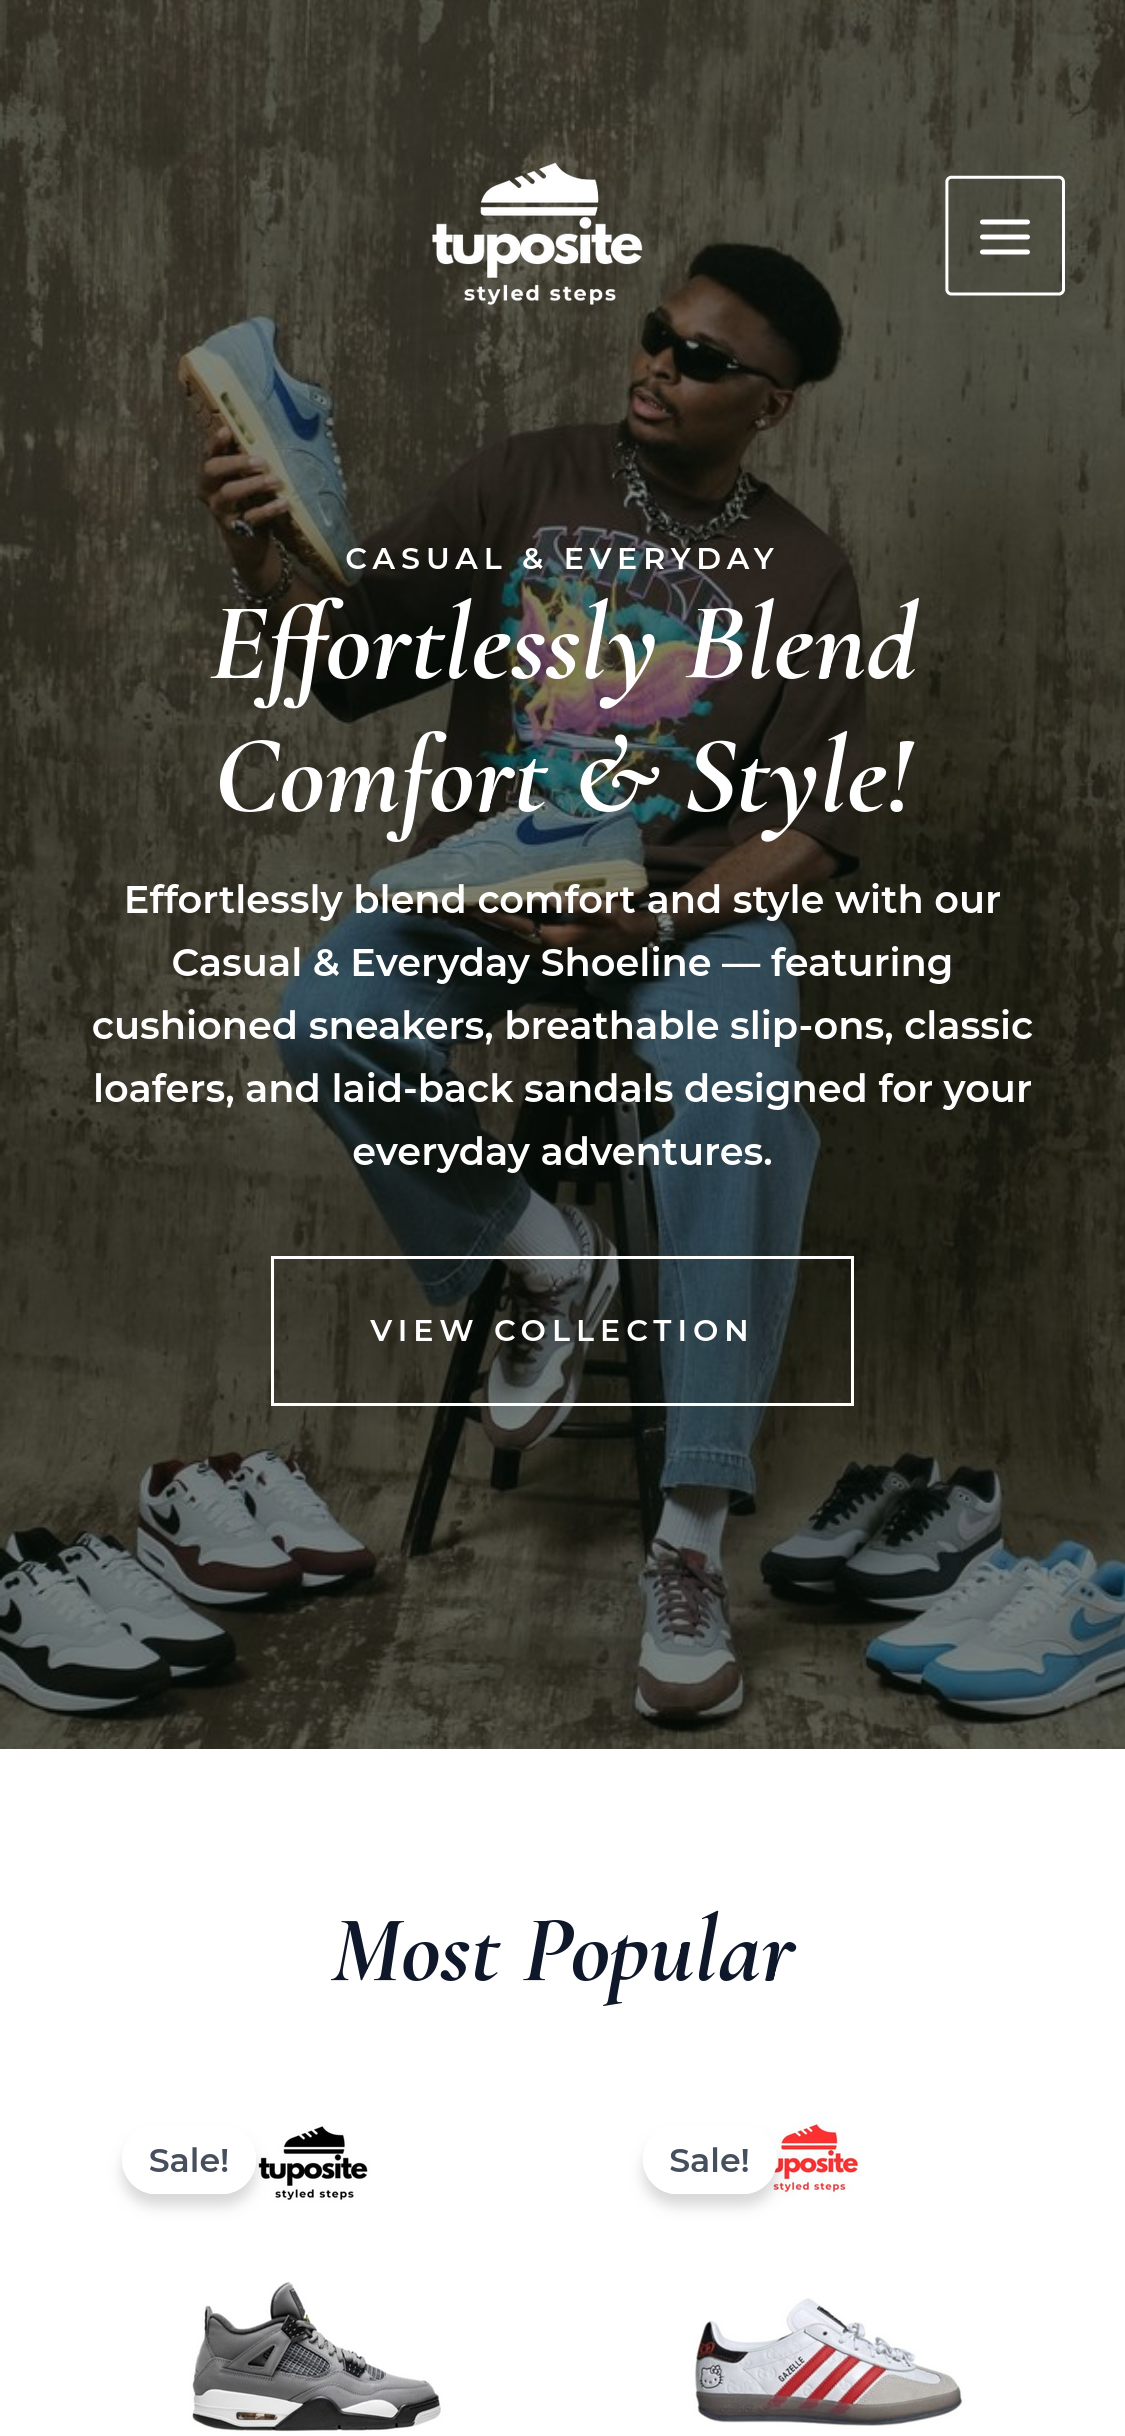 tuposite
styled steps
CASUAL & EVERYDAY
Effortlessly Blend
Comfort & Style!
Effortlessly blend comfort and style with our
Casual & Everyday Shoeline — featuring
cushioned sneakers, breathable slip-ons, classic
loafers, and laid-back sandals designed for your
everyday adventures.
VIEW COLLECTION
Most Popular
Sale!
tuposite
styled steps
Sale!
tuposite
styled steps
GAZELLE